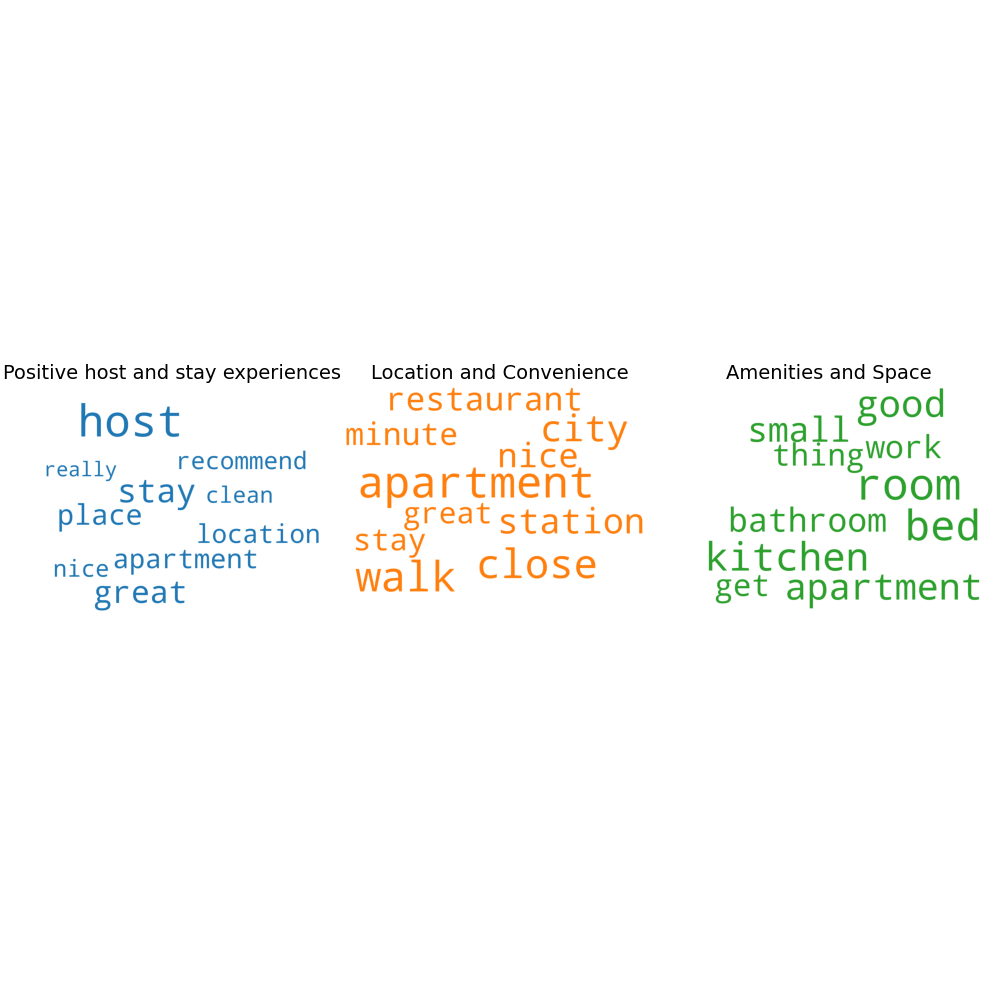 Positive host and stay experiences
host
really
recommend
stay
clean
place
location
apartment
nice
great
Location and Convenience
restaurant
minute
city
nice
apartment
great
station
stay
close
walk
Amenities and Space
good
small
thing
work
room
bathroom
bed
kitchen
get
apartment